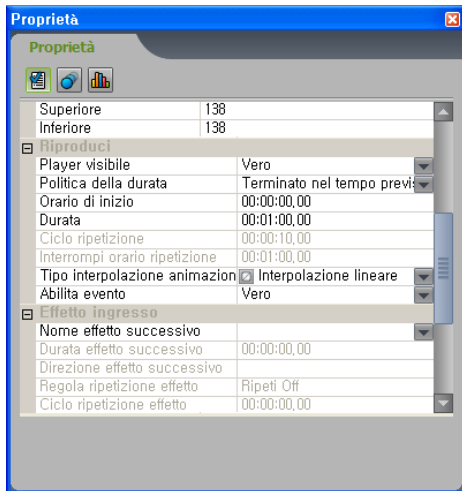 Proprietà
Proprietà
Superiore 138
Inferiore 138
Riproduci
Player visibile Vero
Politica della durata Terminato nel tempo previs
Orario di inizio 00:00:00,00
Durata 00:01:00,00
Ciclo ripetizione 00:00:10,00
Interrompi orario ripetizione 00:01:00,00
Tipo interpolazione animazion Interpolazione lineare
Abilita evento Vero
Effetto ingresso
Nome effetto successivo
Durata effetto successivo 00:00:00,00
Direzione effetto successivo
Regola ripetizione effetto Ripeti Off
Ciclo ripetizione effetto 00:00:00,00